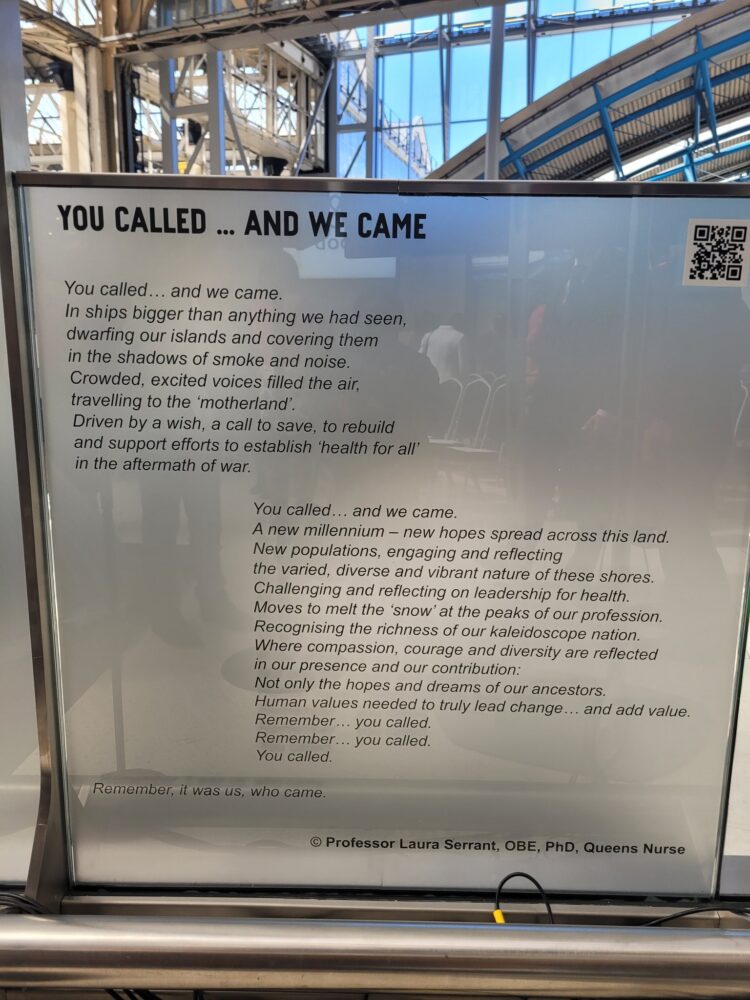 YOU CALLED ... AND WE CAME
You called… and we came.
In ships bigger than anything we had seen,
dwarfing our islands and covering them
in the shadows of smoke and noise.
Crowded, excited voices filled the air,
travelling to the ‘motherland’.
Driven by a wish, a call to save, to rebuild
and support efforts to establish ‘health for all’
in the aftermath of war.
You called… and we came.
A new millennium – new hopes spread across this land.
New populations, engaging and reflecting
the varied, diverse and vibrant nature of these shores.
Challenging and reflecting on leadership for health.
Moves to melt the ‘snow’ at the peaks of our profession.
Recognising the richness of our kaleidoscope nation.
Where compassion, courage and diversity are reflected
in our presence and our contribution:
Not only the hopes and dreams of our ancestors.
Human values needed to truly lead change… and add value.
Remember… you called.
Remember… you called.
You called.
Remember, it was us, who came.
© Professor Laura Serrant, OBE, PhD, Queens Nurse